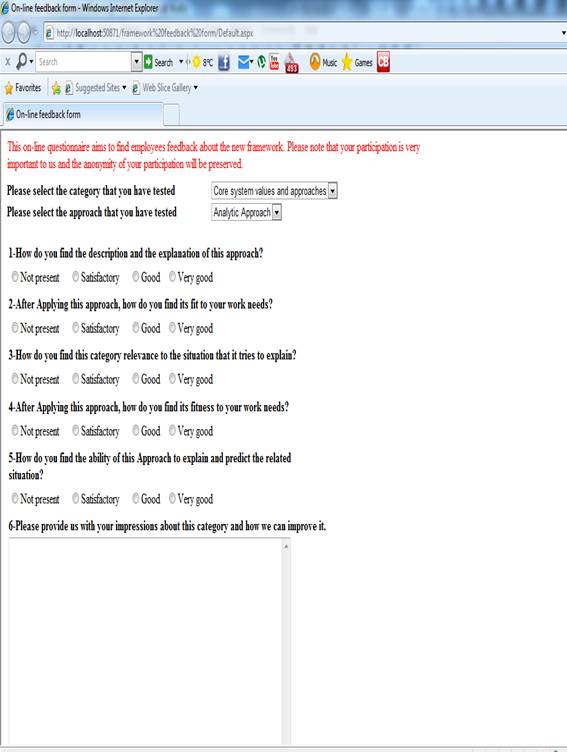 On-line feedback form - Windows Internet Explorer
http://localhost:50871/framework%20feedback%20form/Default.aspx
x Search Search 8°C You Tube 493 Music Games CB
Favorites Suggested Sites Web Slice Gallery
On-line feedback form
This on-line questionnaire aims to find employees feedback about the new framework. Please note that your participation is very
important to us and the anonymity of your participation will be preserved.
Please select the category that you have tested Core system values and approaches
Please select the approach that you have tested Analytic Approach
1-How do you find the description and the explanation of this approach?
Not present Satisfactory Good Very good
2-After Applying this approach, how do you find its fit to your work needs?
Not present Satisfactory Good Very good
3-How do you find this category relevance to the situation that it tries to explain?
Not present Satisfactory Good Very good
4-After Applying this approach, how do you find its fitness to your work needs?
Not present Satisfactory Good Very good
5-How do you find the ability of this Approach to explain and predict the related
situation?
Not present Satisfactory Good Very good
6-Please provide us with your impressions about this category and how we can improve it.